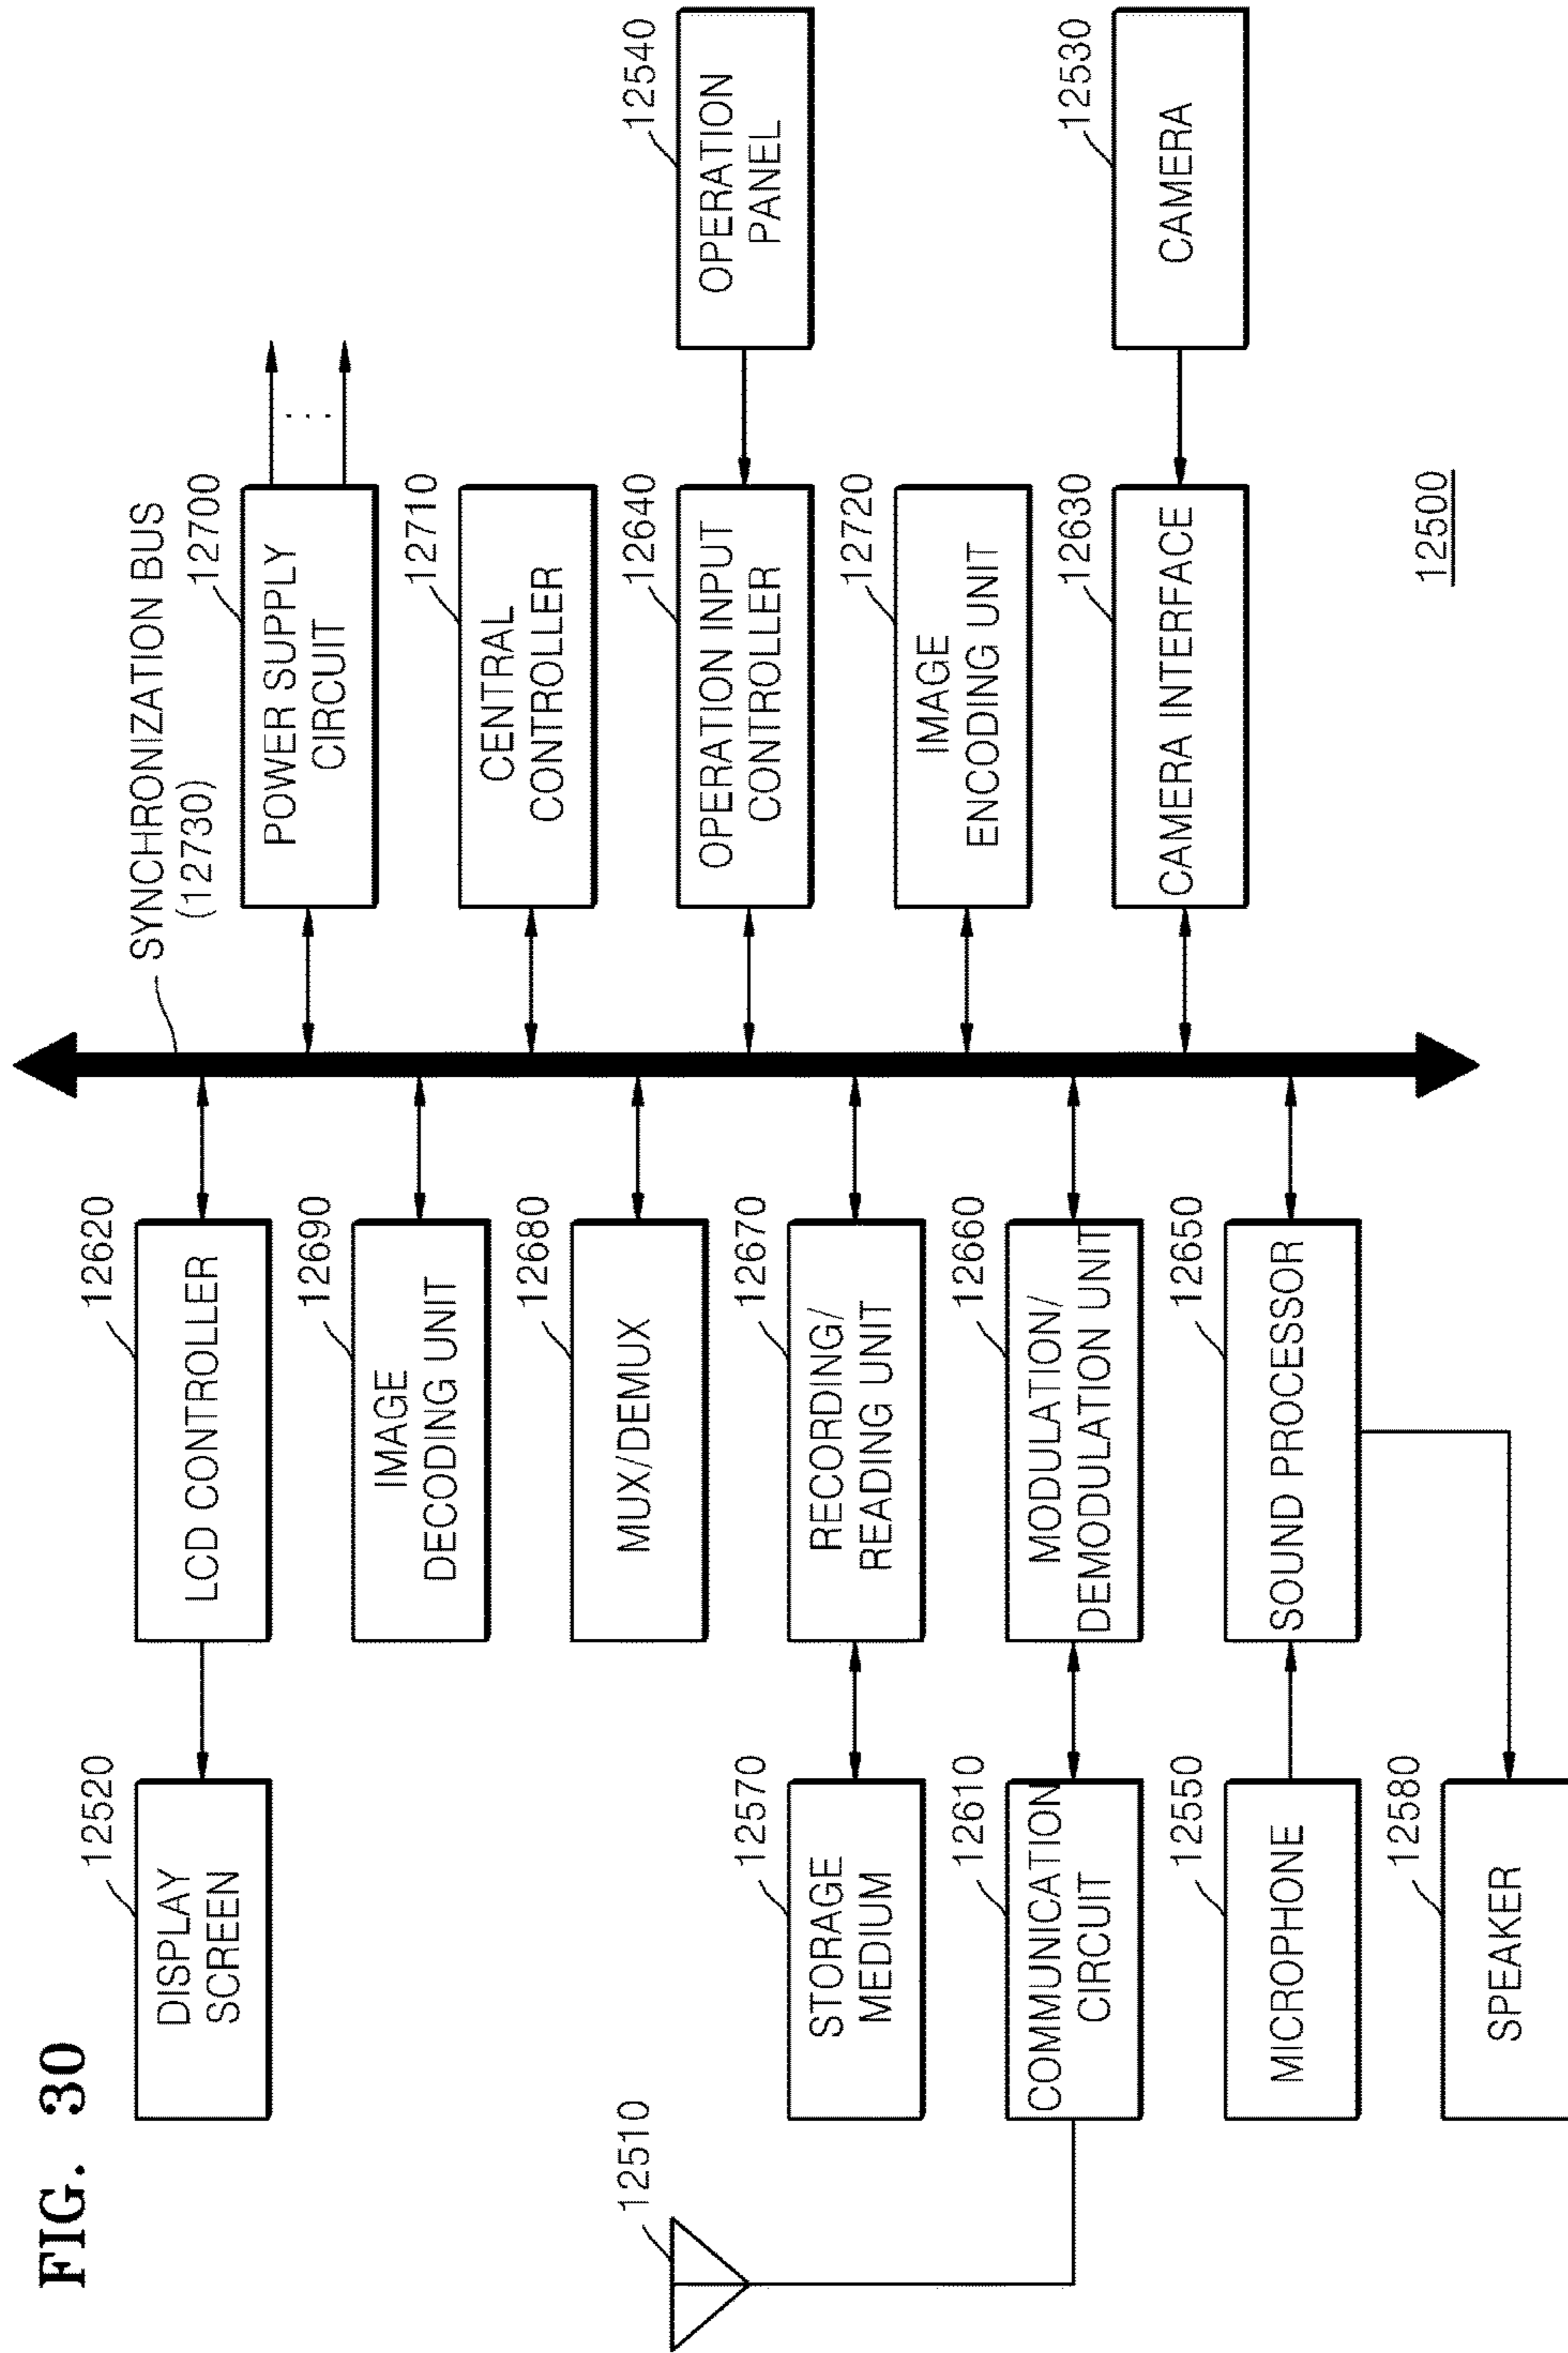 FIG. 30
12510
12520
DISPLAY
SCREEN
12570
STORAGE
MEDIUM
12610
COMMUNICATION
CIRCUIT
12550
MICROPHONE
12580
SPEAKER
12620
LCD CONTROLLER
12690
IMAGE
DECODING UNIT
12680
MUX/DEMUX
12670
RECORDING/
READING UNIT
12660
MODULATION/
DEMODULATION UNIT
12650
SOUND PROCESSOR
SYNCHRONIZATION BUS
(12730)
12700
POWER SUPPLY
CIRCUIT
...
12710
CENTRAL
CONTROLLER
12640
OPERATION INPUT
CONTROLLER
12720
IMAGE
ENCODING UNIT
12630
CAMERA INTERFACE
12540
OPERATION
PANEL
12530
CAMERA
12500